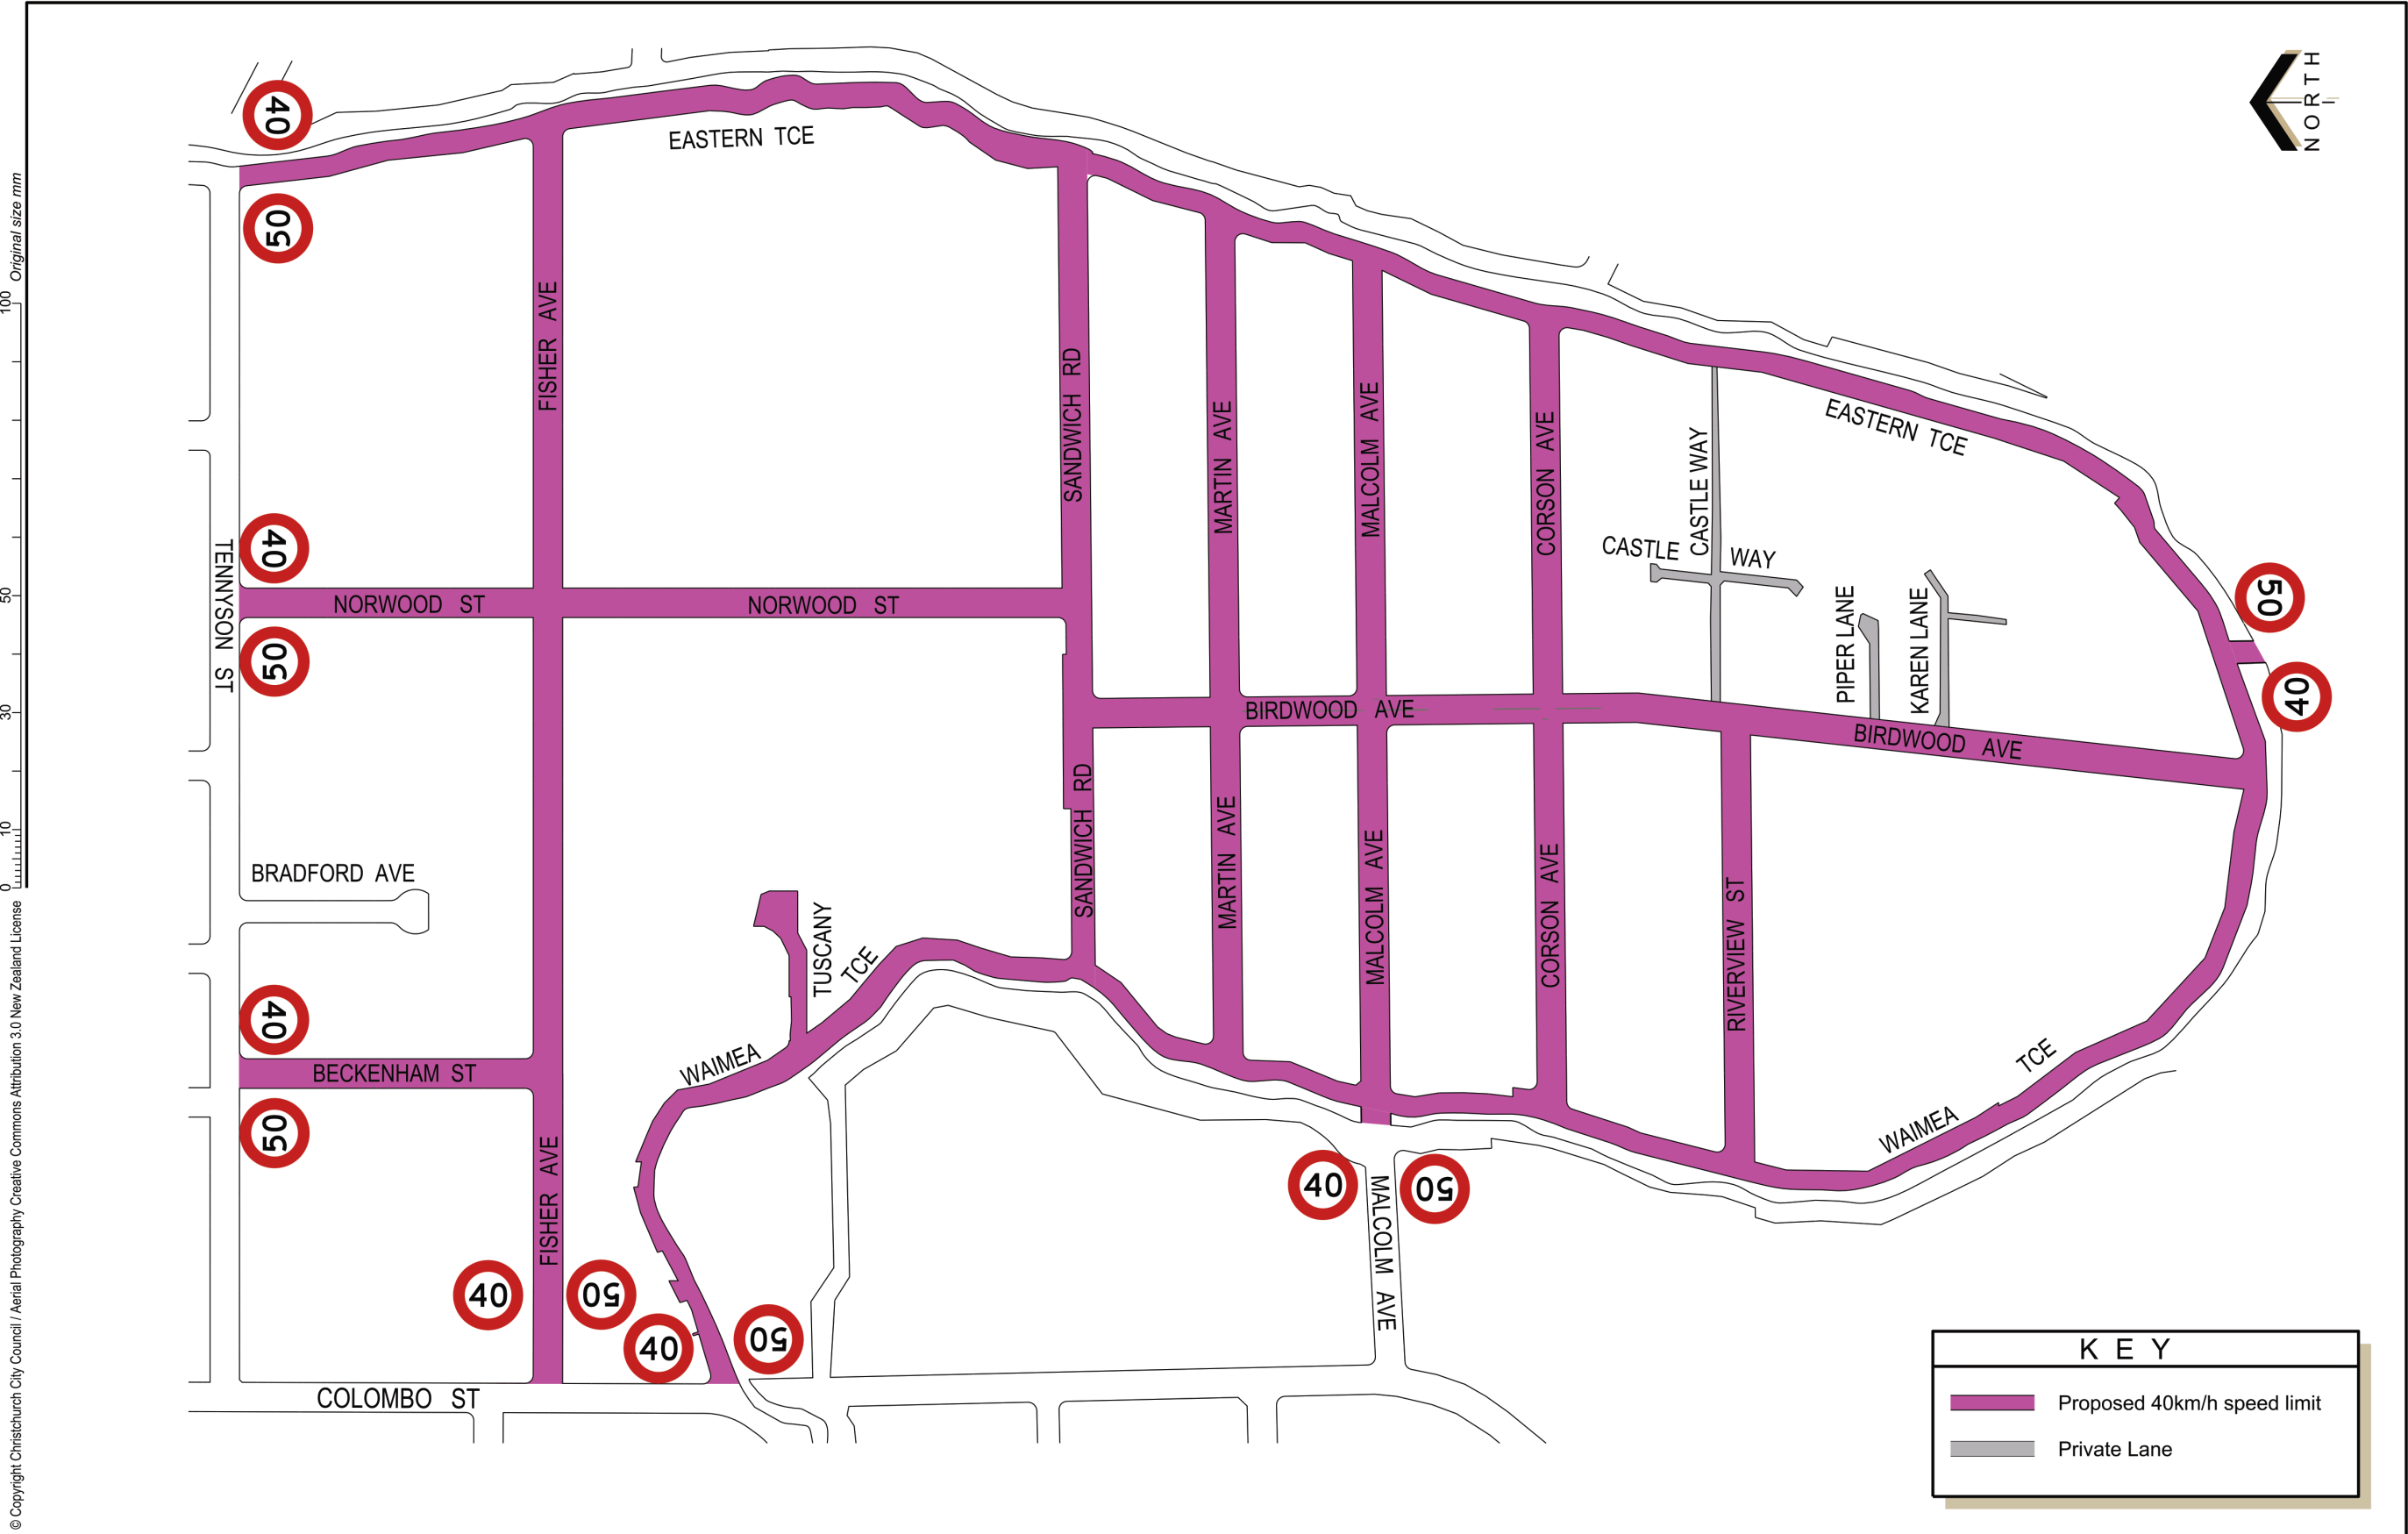 40
NORTH
EASTERN TCE
50
Original size mm
100
FISHER AVE
SANDWICH RD
MARTIN AVE
MALCOLM AVE
CORSON AVE
EASTERN TCE
CASTLE WAY
CASTLE WAY
40
TENNYSON ST
50
NORWOOD ST
NORWOOD ST
50
50
PIPER LANE
KAREN LANE
40
30
BIRDWOOD AVE
BIRDWOOD AVE
10
0
BRADFORD AVE
SANDWICH RD
MARTIN AVE
MALCOLM AVE
CORSON AVE
RIVERVIEW ST
TUSCANY
WAIMEA TCE
40
BECKENHAM ST
50
WAIMEA TCE
FISHER AVE
40
50
MALCOLM AVE
40
50
40
50
COLOMBO ST
KEY
Proposed 40km/h speed limit
Private Lane
© Copyright Christchurch City Council / Aerial Photography Creative Commons Attribution 3.0 New Zealand License